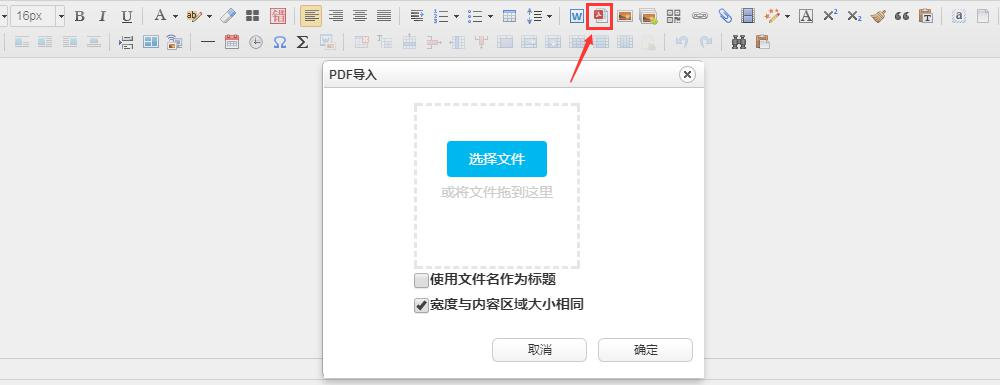 16px A ab B I U
PDF导入
选择文件
或将文件拖到这里
使用文件名作为标题
宽度与内容区域大小相同
取消
确定